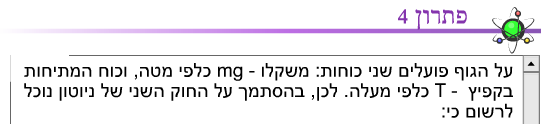 פתרון 4
על הגוף פועלים שני כוחות: משקלו - mg כלפי מטה, וכוח המתיחות
בקפיץ - T כלפי מעלה. לכן, בהסתמך על החוק השני של ניוטון נוכל
לרשום כי: